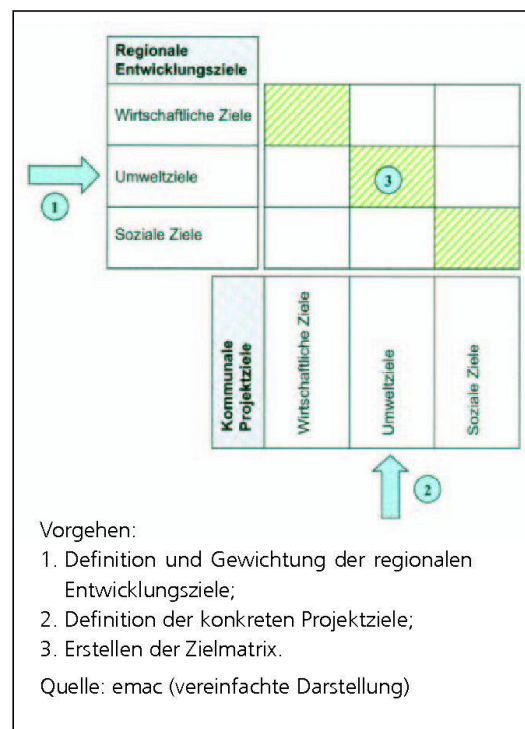 Regionale
Entwicklungsziele
Wirtschaftliche Ziele
Umweltziele
Soziale Ziele
1
3
Kommunale
Projektziele
Wirtschaftliche Ziele
Umweltziele
Soziale Ziele
2
Vorgehen:
1. Definition und Gewichtung der regionalen
Entwicklungsziele;
2. Definition der konkreten Projektziele;
3. Erstellen der Zielmatrix.
Quelle: emac (vereinfachte Darstellung)